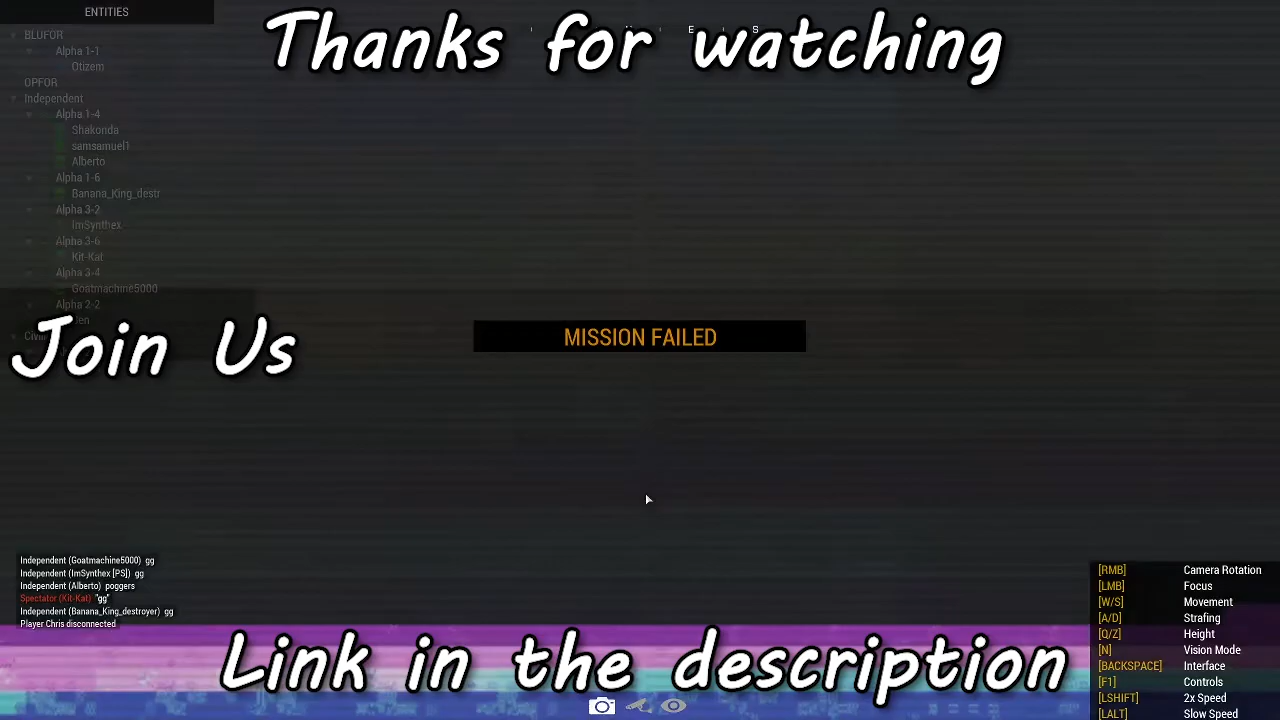 ENTITIES
Thanks for watching
E
S
BLUFOR
Alpha 1-1
Otizem
OPFOR
Independent
Alpha 1-4
Shakonda
samsamuel1
Alberto
Alpha 1-6
Banana_King_destr
Alpha 3-2
ImSynthex
Alpha 3-6
Kit-Kat
Alpha 3-4
Goatmachine5000
Alpha 2-2
Join Us
MISSION FAILED
Independent (Goatmachine5000) gg
Independent (ImSynthex [PS]) gg
Independent (Alberto) poggers
Spectator (Kit-Kat) "gg"
Independent (Banana_King_destroyer) gg
Player Chris disconnected
[RMB] Camera Rotation
[LMB] Focus
[W/S] Movement
[A/D] Strafing
[Q/Z] Height
[N] Vision Mode
[BACKSPACE] Interface
[F1] Controls
[LSHIFT] 2x Speed
[LALT] Slow Speed
Link in the description